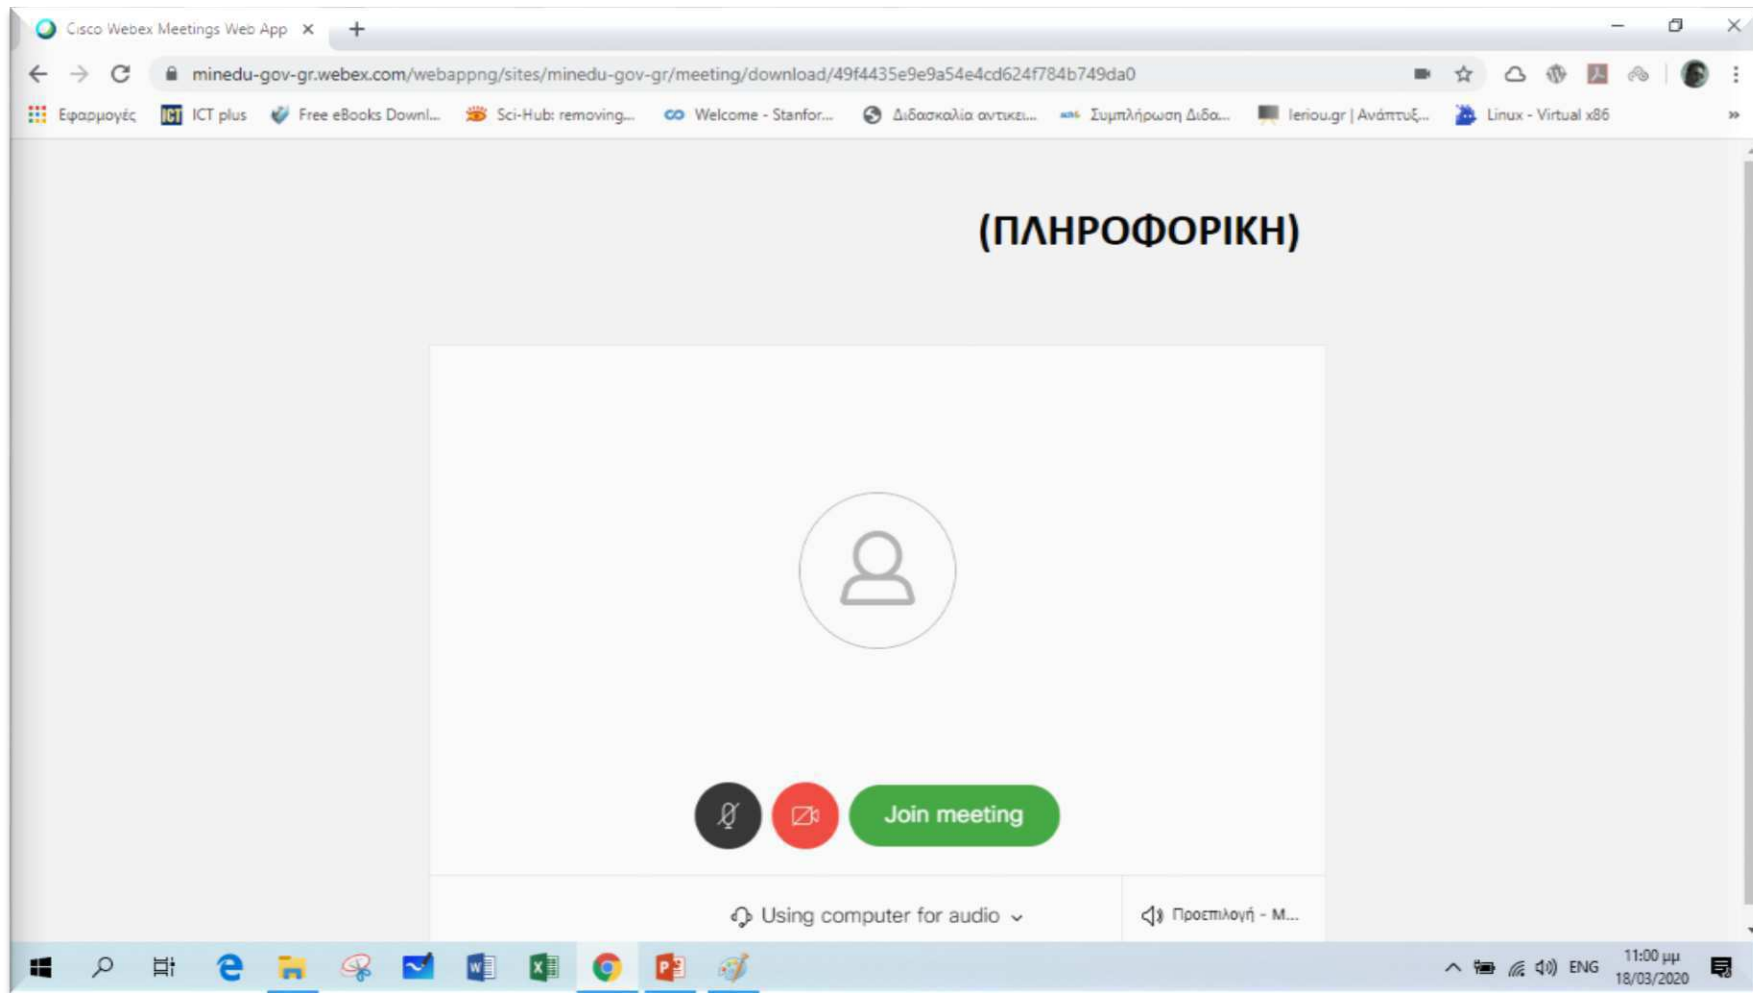 Cisco Webex Meetings Web App
minedu-gov-gr.webex.com/webappng/sites/minedu-gov-gr/meeting/download/49f4435e9e9a54e4cd624f784b749da0
Εφαρμογές ICT ICT plus Free eBooks Downl... Sci-Hub: removing... Welcome - Stanfor... Διδασκαλία αντικει... Συμπλήρωση Διδα... Ieriou.gr | Ανάπτυξ... Linux - Virtual x86 »
(ΠΛΗΡΟΦΟΡΙΚΗ)
Join meeting
Using computer for audio
Προεπιλογή - Μ...
ENG
11:00 μμ
18/03/2020